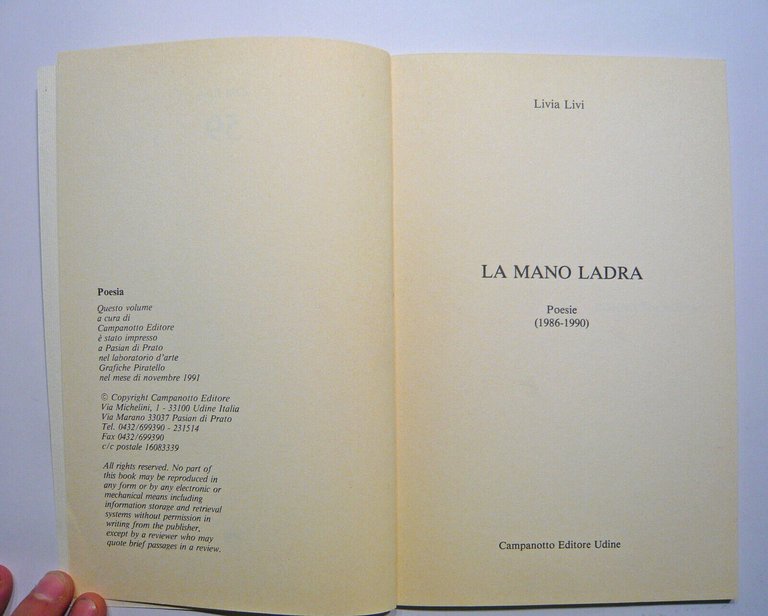 Poesia
Questo volume
a cura di
Campanotto Editore
è stato impresso
a Pasian di Prato
nel laboratorio d'arte
Grafiche Piratello
nel mese di novembre 1991
© Copyright Campanotto Editore
Via Michelini, 1 - 33100 Udine Italia
Via Marano 33037 Pasian di Prato
Tel. 0432/699390 - 231514
Fax 0432/699390
c/c postale 16083339
All rights reserved. No part of
this book may be reproduced in
any form or by any electronic or
mechanical means including
information storage and retrieval
systems without permission in
writing from the publisher,
except by a reviewer who may
quote brief passages in a review.
Livia Livi
LA MANO LADRA
Poesie
(1986-1990)
Campanotto Editore Udine